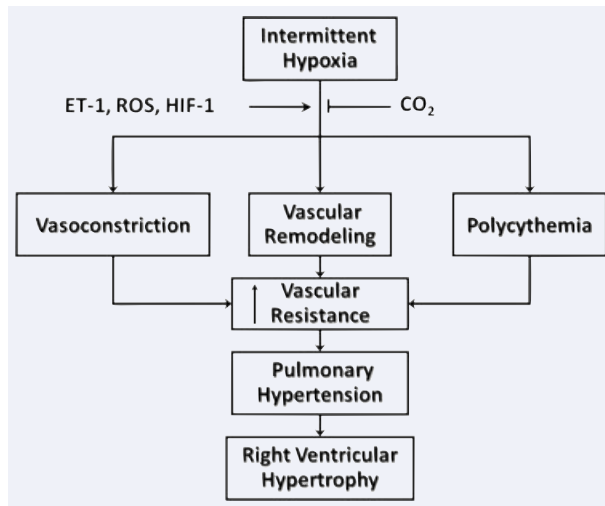 Intermittent
Hypoxia
ET-1, ROS, HIF-1
CO₂
Vasoconstriction
Vascular
Remodeling
Polycythemia
Vascular
Resistance
Pulmonary
Hypertension
Right Ventricular
Hypertrophy